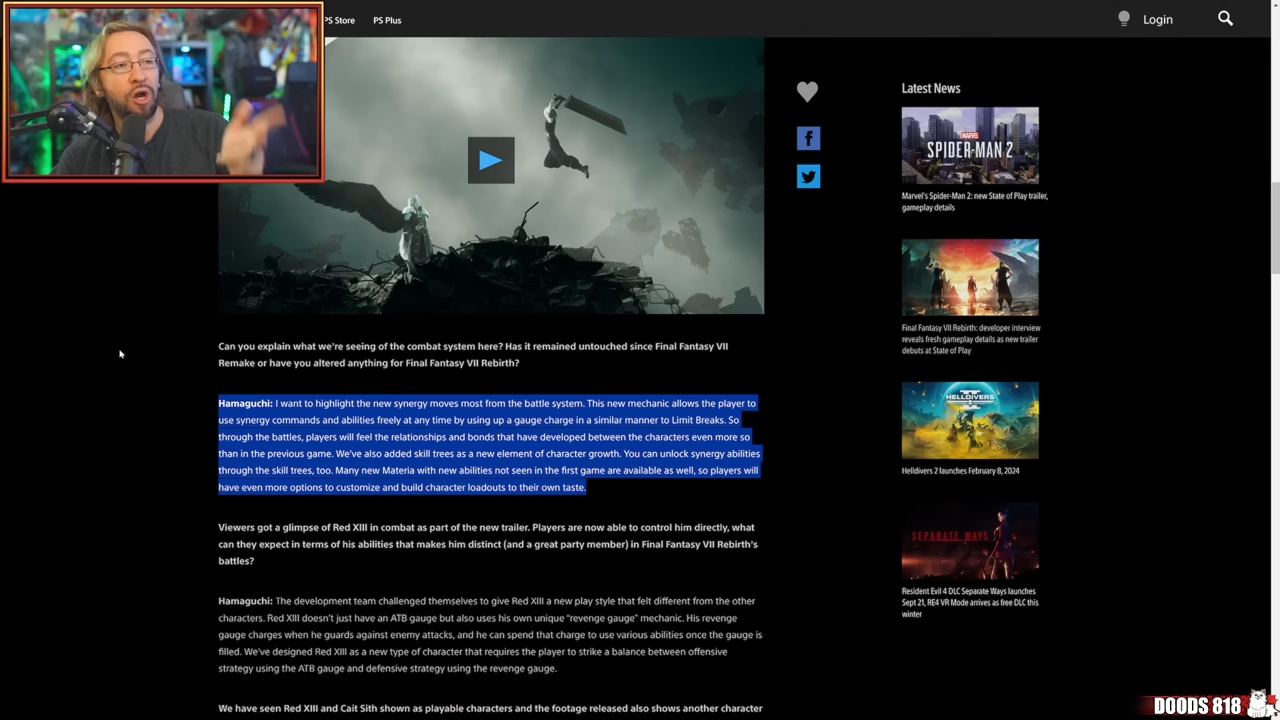 PS Store
PS Plus
Login
Latest News
MARVEL
SPIDER-MAN 2
Marvel's Spider-Man 2: new State of Play trailer,
gameplay details
Final Fantasy VII Rebirth: developer interview
reveals fresh gameplay details as new trailer
debuts at State of Play
HELLDIVERS
Helldivers 2 launches February 8, 2024
SEPARATE WAYS
Resident Evil 4 DLC Separate Ways launches
Sept 21, RE4 VR Mode arrives as free DLC this
winter
Can you explain what we're seeing of the combat system here? Has it remained untouched since Final Fantasy VII
Remake or have you altered anything for Final Fantasy VII Rebirth?
Hamaguchi: I want to highlight the new synergy moves most from the battle system. This new mechanic allows the player to
use synergy commands and abilities freely at any time by using up a gauge charge in a similar manner to Limit Breaks. So
through the battles, players will feel the relationships and bonds that have developed between the characters even more so
than in the previous game. We've also added skill trees as a new element of character growth. You can unlock synergy abilities
through the skill trees, too. Many new Materia with new abilities not seen in the first game are available as well, so players will
have even more options to customize and build character loadouts to their own taste.
Viewers got a glimpse of Red XIII in combat as part of the new trailer. Players are now able to control him directly, what
can they expect in terms of his abilities that makes him distinct (and a great party member) in Final Fantasy VII Rebirth's
battles?
Hamaguchi: The development team challenged themselves to give Red XIII a new play style that felt different from the other
characters. Red XIII doesn't just have an ATB gauge but also uses his own unique "revenge gauge" mechanic. His revenge
gauge charges when he guards against enemy attacks, and he can spend that charge to use various abilities once the gauge is
filled. We've designed Red XIII as a new type of character that requires the player to strike a balance between offensive
strategy using the ATB gauge and defensive strategy using the revenge gauge.
We have seen Red XIII and Cait Sith shown as playable characters and the footage released also shows another character
DOODS 818